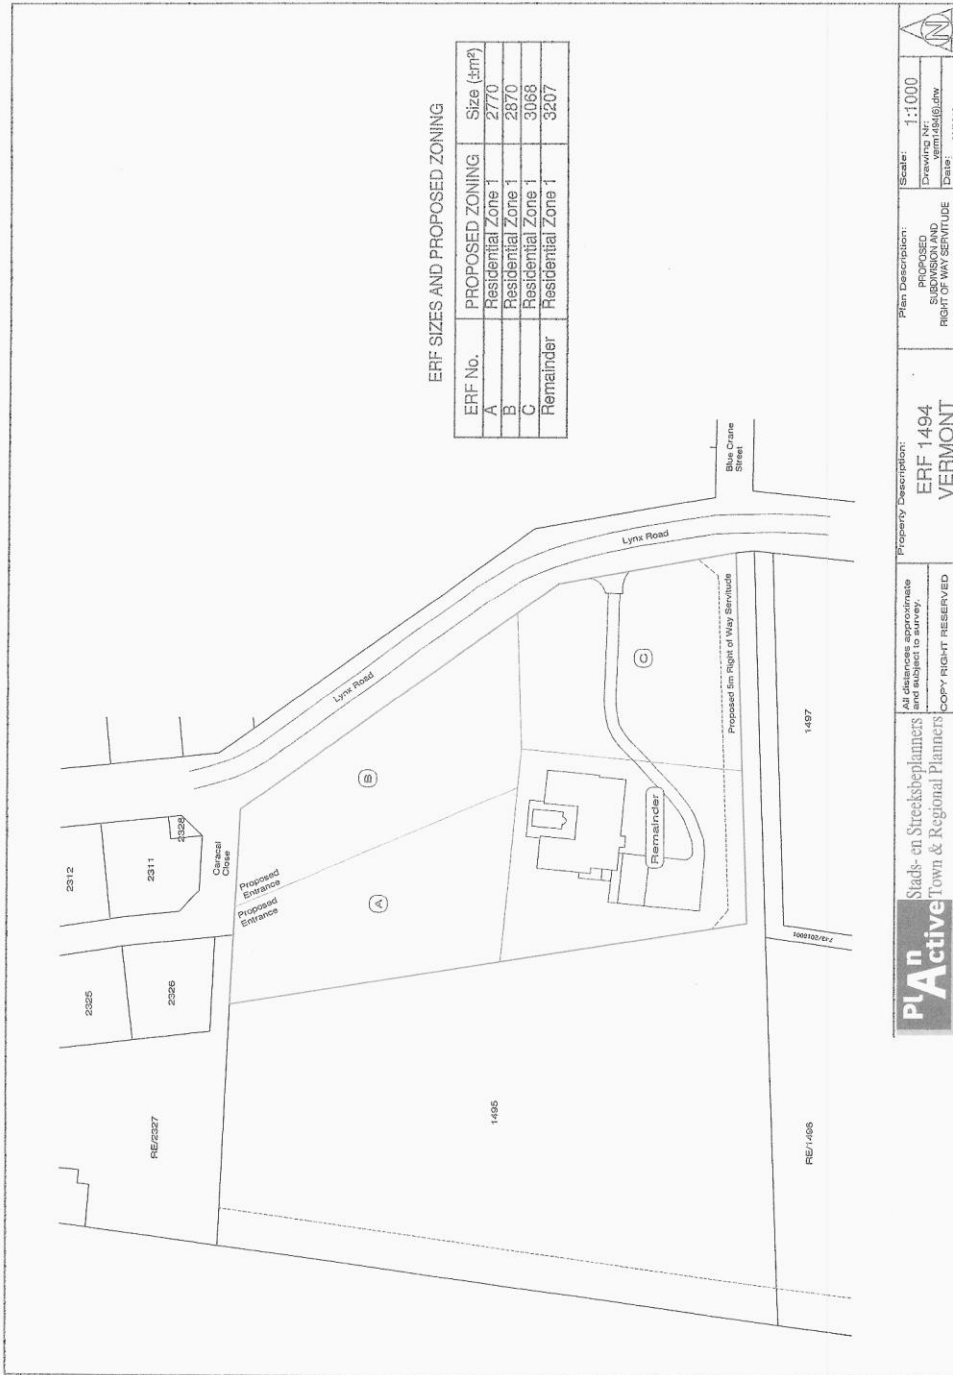 ERF SIZES AND PROPOSED ZONING
ERF No. PROPOSED ZONING Size (±m²)
A Residential Zone 1 2770
B Residential Zone 1 2870
C Residential Zone 1 3068
Remainder Residential Zone 1 3207
2325
2326
RE/2327
2312
2311
2328
Caracal
Close
Proposed
Entrance
Proposed
Entrance
A
B
Lynx Road
Lynx Road
Blue Crane
Street
C
Remainder
Proposed 5m Right of Way Servitude
1495
1497
RE/1496
Plan
Active
Stads- en Streeksbeplanners
Town & Regional Planners
All distances approximate
and subject to survey.
COPY RIGHT RESERVED
Property Description:
ERF 1494
VERMONT
Plan Description:
PROPOSED
SUBDIVISION AND
RIGHT OF WAY SERVITUDE
Scale: 1:1000
Drawing Nr:
verm1494(6).drw
Date:
N